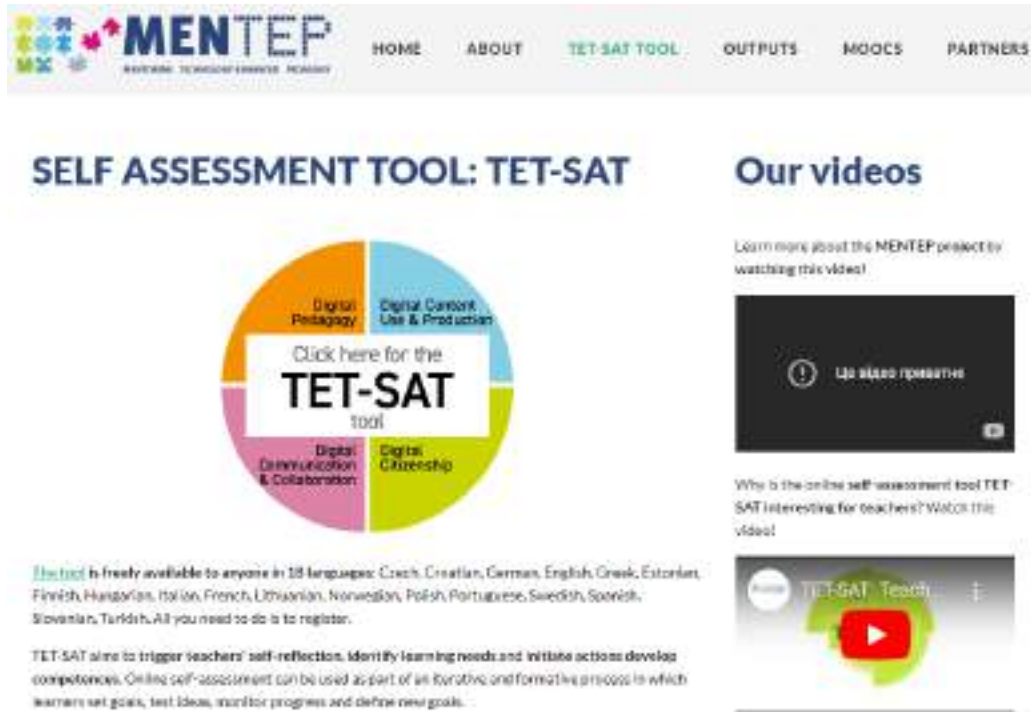 MENTEP
MENTORING TECHNOLOGY ENHANCED PEDAGOGY
HOME ABOUT TET-SAT TOOL OUTPUTS MOOCS PARTNERS
SELF ASSESSMENT TOOL: TET-SAT
Digital
Pedagogy
Digital Content
Use & Production
Click here for the
TET-SAT
tool
Digital
Communication
& Collaboration
Digital
Citizenship
The tool is freely available to anyone in 18 languages: Czech, Croatian, German, English, Greek, Estonian,
Finnish, Hungarian, Italian, French, Lithuanian, Norwegian, Polish, Portuguese, Swedish, Spanish,
Slovenian, Turkish. All you need to do is to register.
TET-SAT aims to trigger teachers' self-reflection, identify learning needs and initiate actions develop
competences. Online self-assessment can be used as part of an iterative and formative process in which
learners set goals, test ideas, monitor progress and define new goals.
Our videos
Learn more about the MENTEP project by
watching this video!
Це відео приватне
Why is the online self-assessment tool TET-
SAT interesting for teachers? Watch this
video!
TET-SAT: Teach...